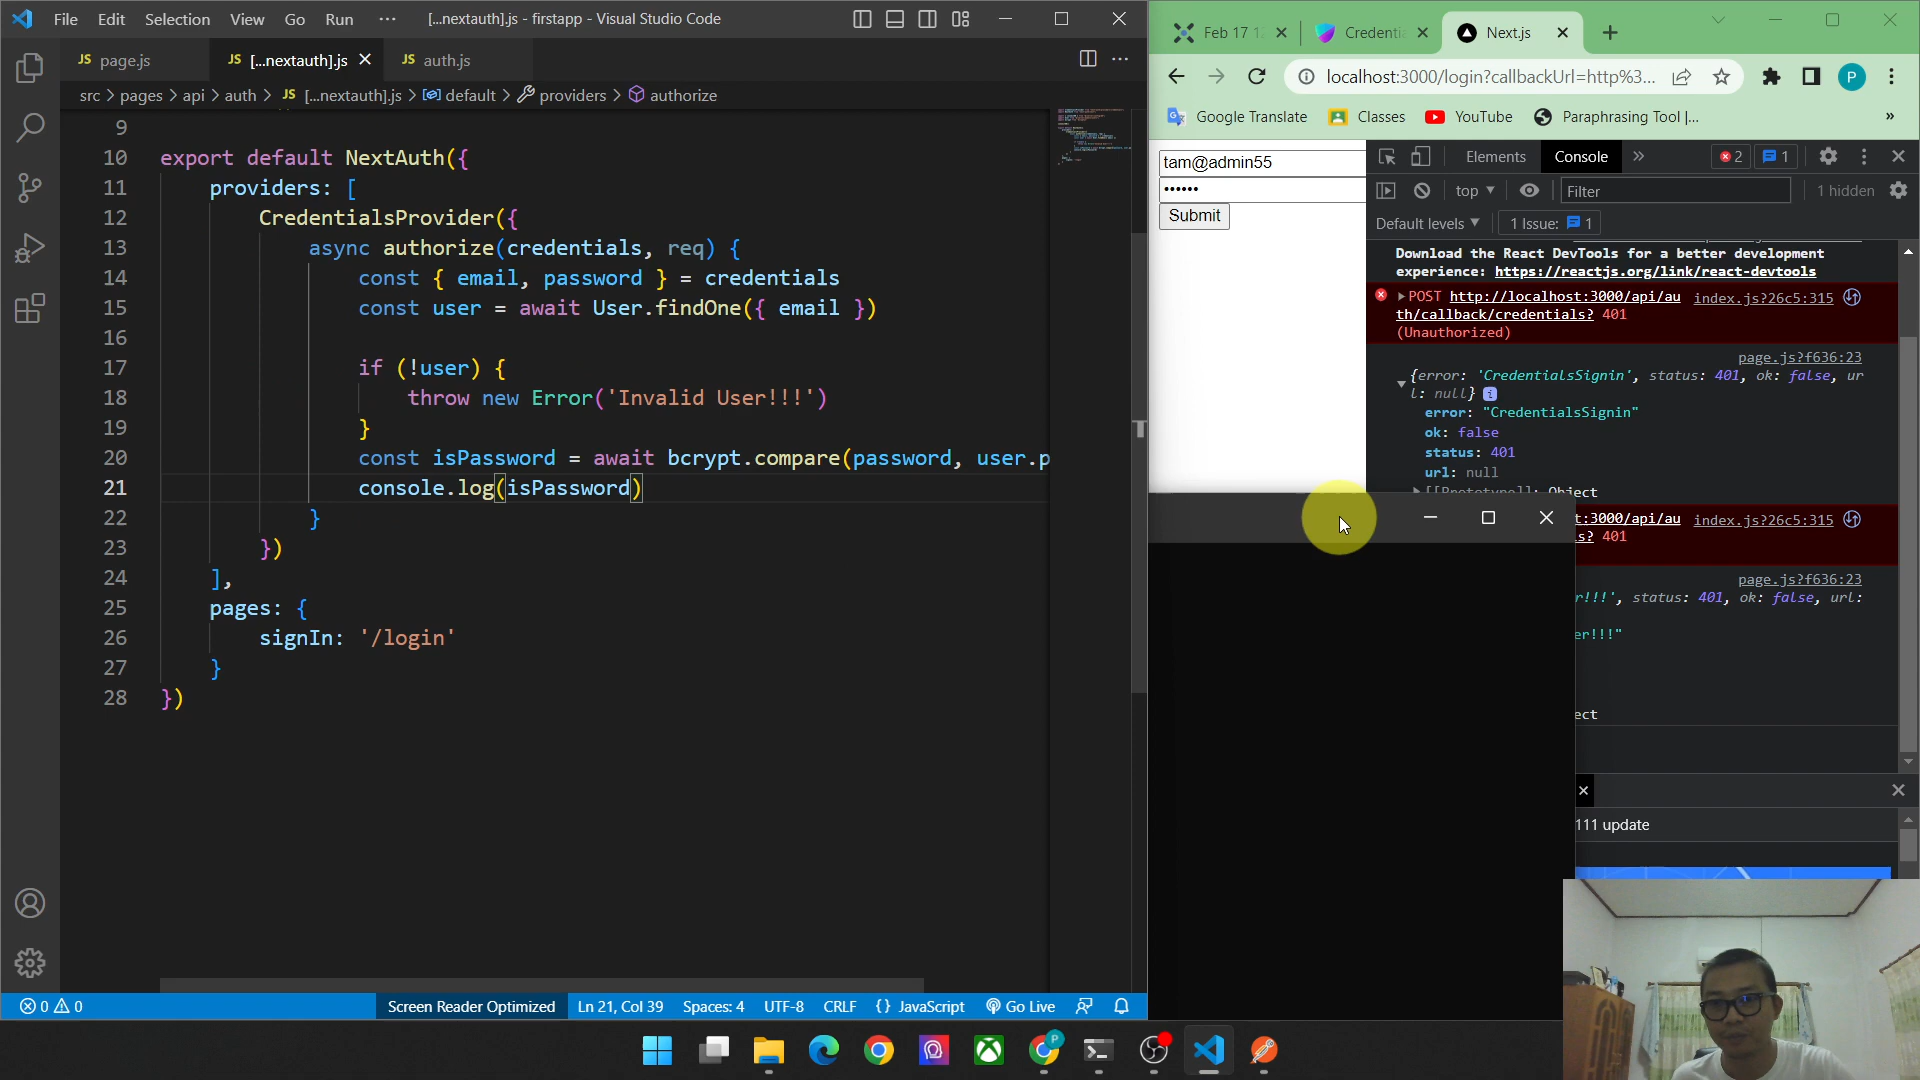 File Edit Selection View Go Run ··· [...nextauth].js - firstapp - Visual Studio Code
JS page.js JS [...nextauth].js JS auth.js
src > pages > api > auth > JS [...nextauth].js > default > providers > authorize
9
10 export default NextAuth({
11 providers: [
12 CredentialsProvider({
13 async authorize(credentials, req) {
14 const { email, password } = credentials
15 const user = await User.findOne({ email })
16
17 if (!user) {
18 throw new Error('Invalid User!!!')
19 }
20 const isPassword = await bcrypt.compare(password, user.p
21 console.log(isPassword)
22 }
23 })
24 ],
25 pages: {
26 signIn: '/login'
27 }
28 })
0 0 Screen Reader Optimized Ln 21, Col 39 Spaces: 4 UTF-8 CRLF {} JavaScript Go Live
Feb 17 1 Credentia Next.js
localhost:3000/login?callbackUrl=http%3...
P
Google Translate Classes YouTube Paraphrasing Tool |... »
tam@admin55
••••••
Submit
Elements Console » 2 1
top Filter 1 hidden
Default levels 1 Issue: 1
Download the React DevTools for a better development
experience: https://reactjs.org/link/react-devtools
POST http://localhost:3000/api/au index.js?26c5:315
th/callback/credentials? 401
(Unauthorized)
page.js?f636:23
{error: 'CredentialsSignin', status: 401, ok: false, ur
l: null}
error: "CredentialsSignin"
ok: false
status: 401
url: null
[[Prototype]]: Object
t:3000/api/au index.js?26c5:315
s? 401
page.js?f636:23
r!!!', status: 401, ok: false, url:
er!!!"
ect
111 update